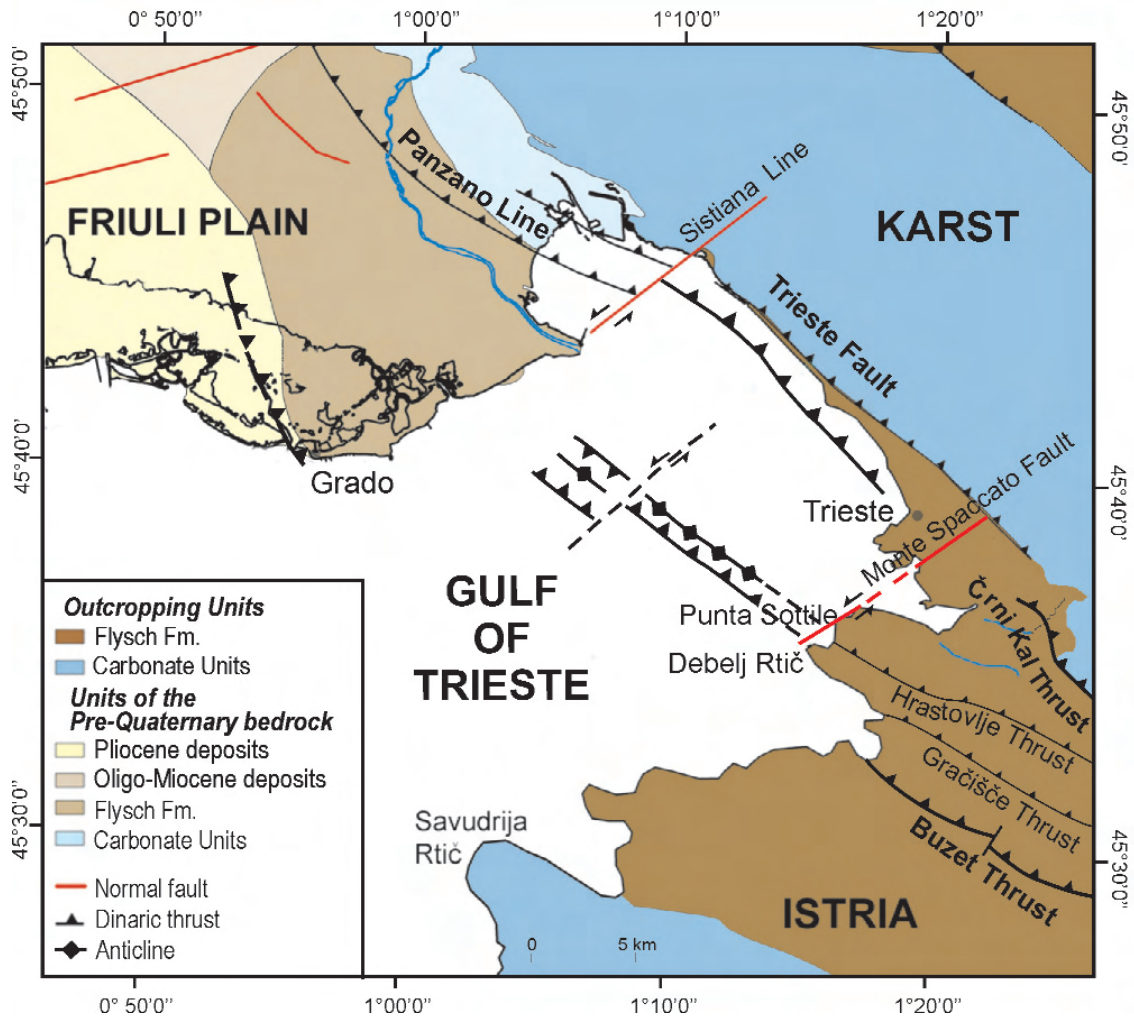 0° 50'0''
1°00'0''
1°10'0''
1°20'0''
45°50'0'
45°50'0'
Panzano Line
Sistiana Line
FRIULI PLAIN
KARST
Trieste Fault
45°40'0''
Grado
Trieste
45°40'0'
Monte Spaccato Fault
GULF
OF
TRIESTE
Punta Sottile
Debelj Rtič
Črni Kal Thrust
Hrastovlje Thrust
Gračišče Thrust
Buzet Thrust
Outcropping Units
Flysch Fm.
Carbonate Units
Units of the
Pre-Quaternary bedrock
Pliocene deposits
Oligo-Miocene deposits
Flysch Fm.
Carbonate Units
Normal fault
Dinaric thrust
Anticline
45°30'0''
45°30'0''
Savudrija
Rtič
ISTRIA
0 5 km
0° 50'0''
1°00'0''
1°10'0''
1°20'0''